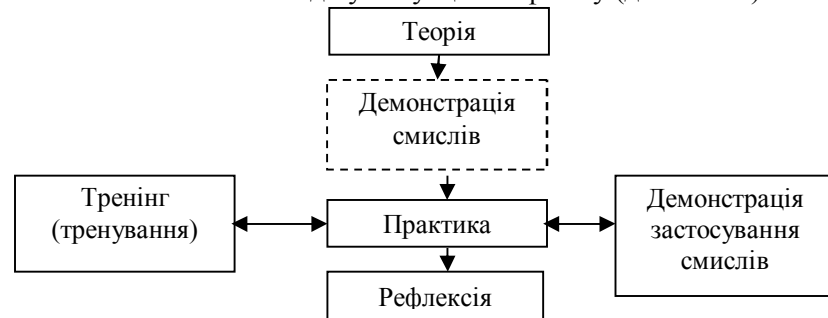 Теорія
Демонстрація
смислів
Тренінг
(тренування)
Практика
Демонстрація
застосування
смислів
Рефлексія